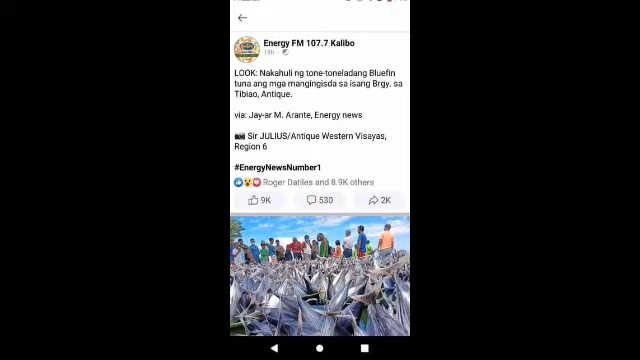 Energy FM 107.7 Kalibo
LOOK: Nakahuli ng tone-toneladang Bluefin
tuna ang mga mangingisda sa isang Brgy. sa
Tibiao, Antique.
via: Jay-ar M. Arante, Energy news
Sir JULIUS/Antique Western Visayas,
Region 6
#EnergyNewsNumber1
Roger Datiles and 8.9K others
9K 530 2K